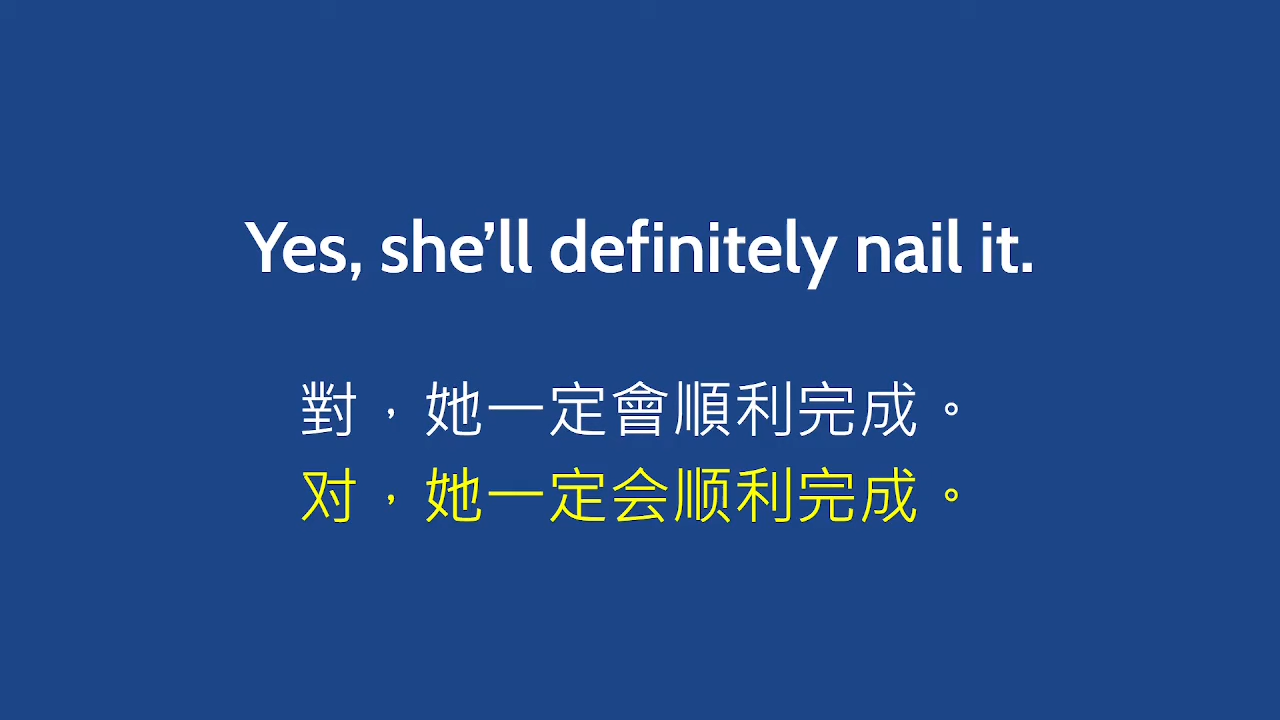 Yes, she’ll definitely nail it.
對，她一定會順利完成。
对，她一定会顺利完成。